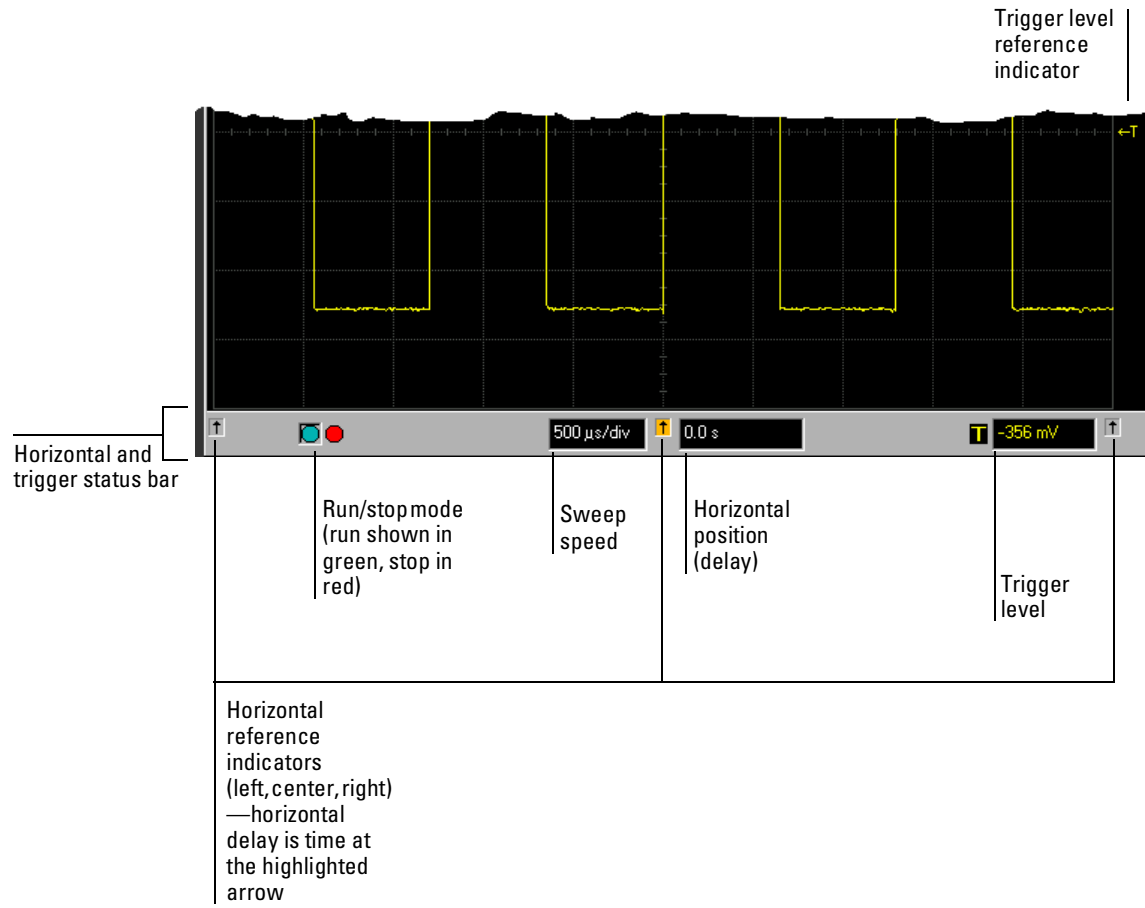 Trigger level
reference
indicator
←T
500 µs/div
0.0 s
T
-356 mV
Horizontal and
trigger status bar
Run/stop mode
(run shown in
green, stop in
red)
Sweep
speed
Horizontal
position
(delay)
Trigger
level
Horizontal
reference
indicators
(left, center, right)
—horizontal
delay is time at
the highlighted
arrow